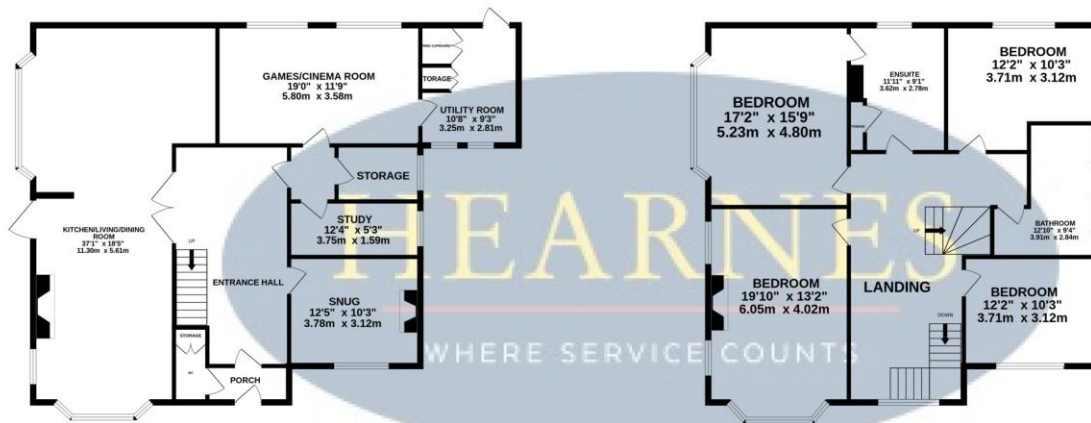 GAMES/CINEMA ROOM
19'0" x 11'9"
5.80m x 3.58m
STORAGE
UTILITY ROOM
10'8" x 9'3"
3.25m x 2.81m
STORAGE
STUDY
12'4" x 5'3"
3.75m x 1.59m
KITCHEN/LIVING/DINING
ROOM
37'1" x 18'5"
11.30m x 5.61m
UP
ENTRANCE HALL
SNUG
12'5" x 10'3"
3.78m x 3.12m
STORAGE
WC
PORCH
BEDROOM
17'2" x 15'9"
5.23m x 4.80m
ENSUITE
11'11" x 9'1"
3.62m x 2.78m
STORAGE
BEDROOM
12'2" x 10'3"
3.71m x 3.12m
UP
BATHROOM
12'10" x 9'4"
3.91m x 2.84m
BEDROOM
19'10" x 13'2"
6.05m x 4.02m
LANDING
DOWN
BEDROOM
12'2" x 10'3"
3.71m x 3.12m
HEARNES
WHERE SERVICE COUNTS